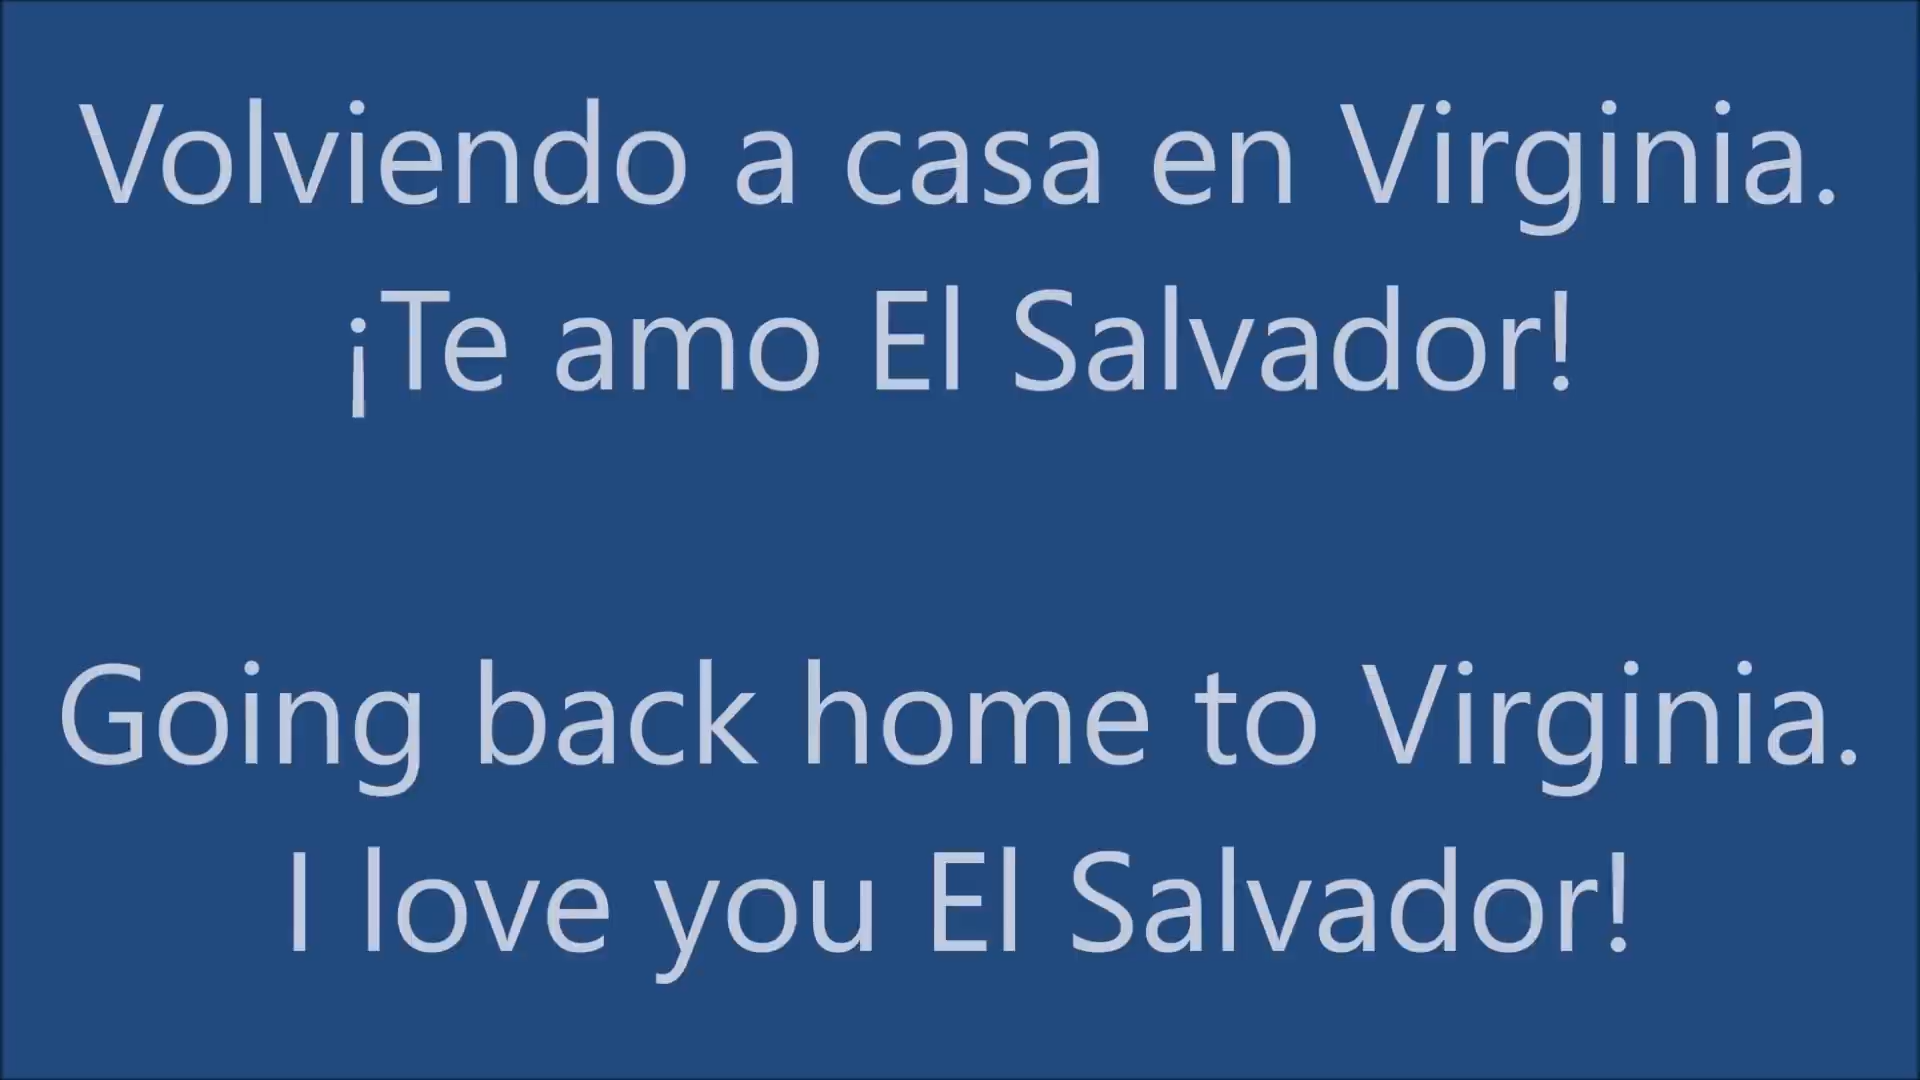 Volviendo a casa en Virginia.
¡Te amo El Salvador!
Going back home to Virginia.
I love you El Salvador!